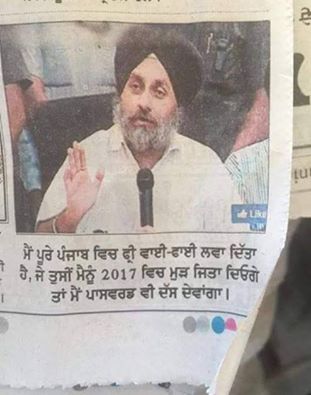 Like
ਮੈਂ ਪੂਰੇ ਪੰਜਾਬ ਵਿਚ ਫ੍ਰੀ ਵਾਈ-ਫਾਈ ਲਵਾ ਦਿੱਤਾ
ਹੈ, ਜੇ ਤੁਸੀਂ ਮੈਨੂੰ 2017 ਵਿਚ ਮੁੜ ਜਿਤਾ ਦਿਓਗੇ
ਤਾਂ ਮੈਂ ਪਾਸਵਰਡ ਵੀ ਦੱਸ ਦੇਵਾਂਗਾ।